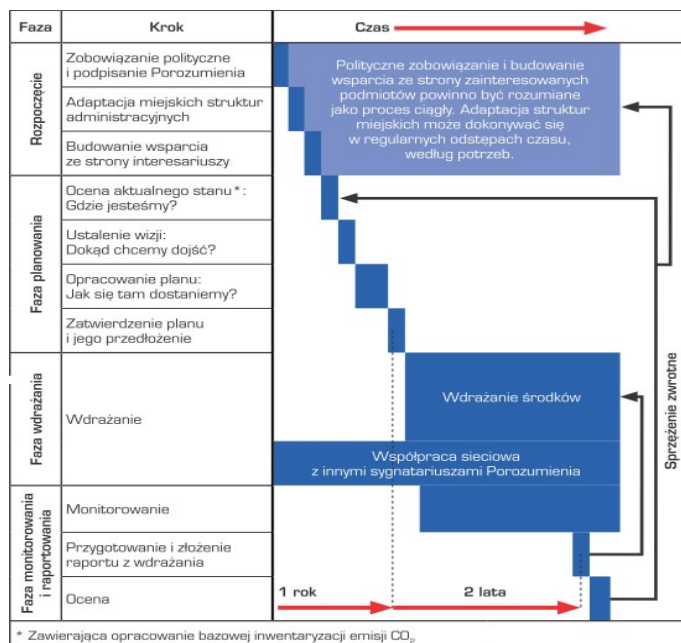 Faza
Krok
Czas
Rozpoczęcie
Zobowiązanie polityczne
i podpisanie Porozumienia
Adaptacja miejskich struktur
administracyjnych
Budowanie wsparcia
ze strony interesariuszy
Polityczne zobowiązanie i budowanie
wsparcia ze strony zainteresowanych
podmiotów powinno być rozumiane
jako proces ciągły. Adaptacja struktur
miejskich może dokonywać się
w regularnych odstępach czasu,
według potrzeb.
Faza planowania
Ocena aktualnego stanu*:
Gdzie jesteśmy?
Ustalenie wizji:
Dokąd chcemy dojść?
Opracowanie planu:
Jak się tam dostaniemy?
Zatwierdzenie planu
i jego przedłożenie
Faza wdrażania
Wdrażanie
Wdrażanie środków
Współpraca sieciowa
z innymi sygnatariuszami Porozumienia
Sprzężenie zwrotne
Faza monitorowania
i raportowania
Monitorowanie
Przygotowanie i złożenie
raportu z wdrażania
Ocena
1 rok
2 lata
* Zawierająca opracowanie bazowej inwentaryzacji emisji CO₂